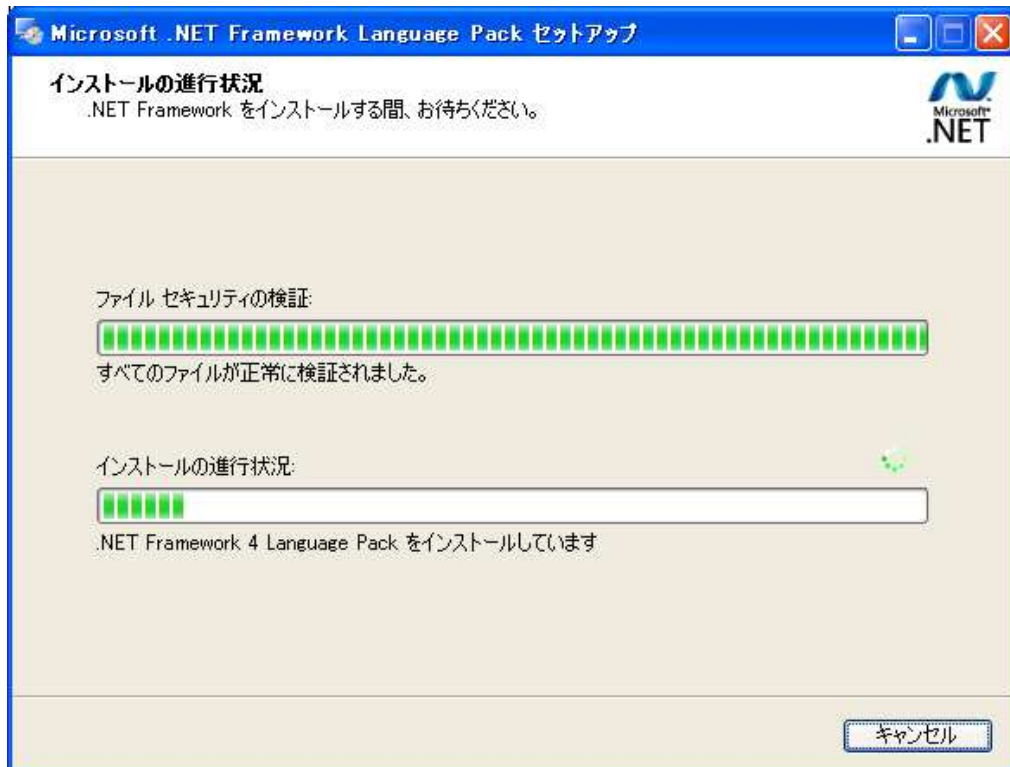 Microsoft .NET Framework Language Pack セットアップ
インストールの進行状況
.NET Framework をインストールする間、お待ちください。
Microsoft
.NET
ファイル セキュリティの検証:
すべてのファイルが正常に検証されました。
インストールの進行状況:
.NET Framework 4 Language Pack をインストールしています
キャンセル